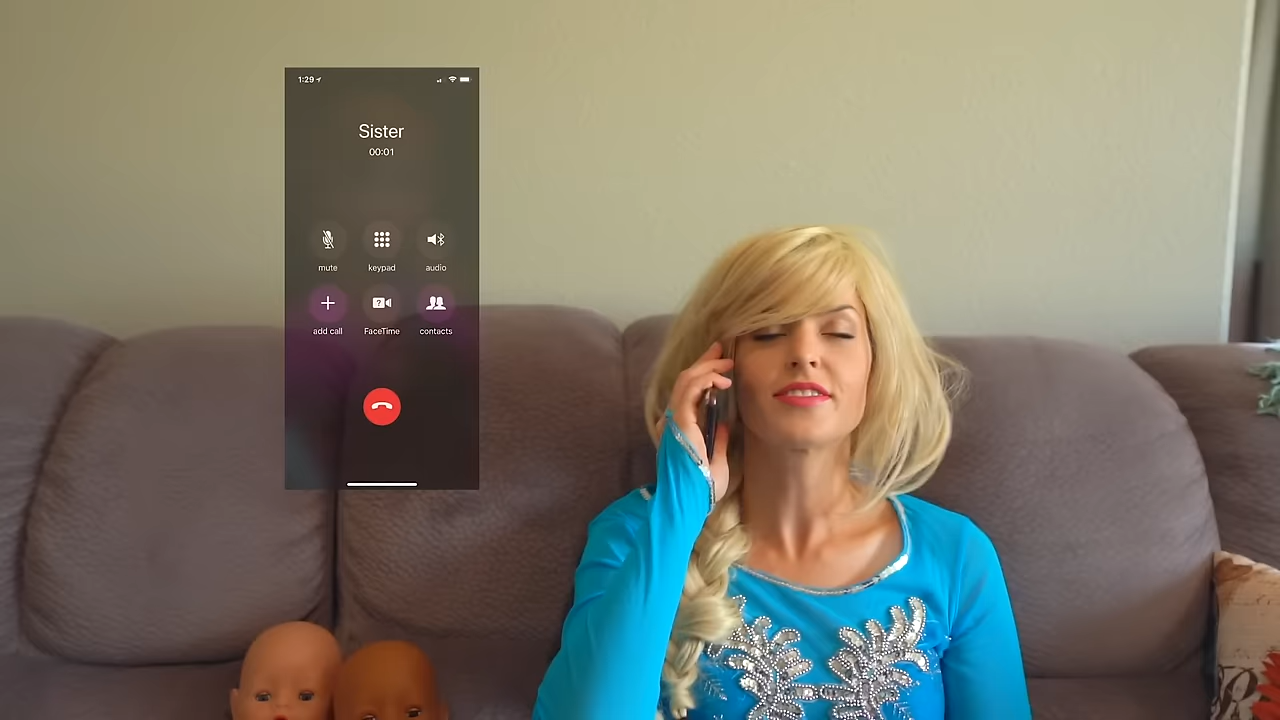 1:29
Sister
00:01
mute keypad audio
add call FaceTime contacts